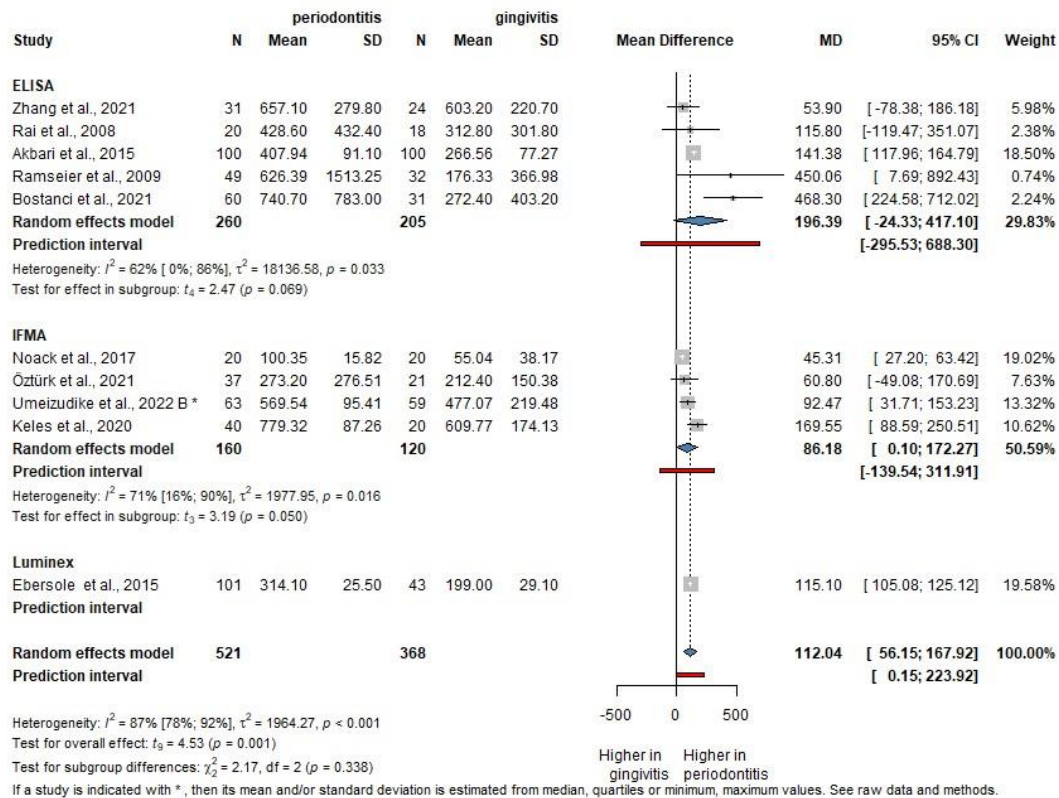 periodontitis gingivitis
Study N Mean SD N Mean SD Mean Difference MD 95% CI Weight
ELISA
Zhang et al., 2021 31 657.10 279.80 24 603.20 220.70 53.90 [-78.38; 186.18] 5.98%
Rai et al., 2008 20 428.60 432.40 18 312.80 301.80 115.80 [-119.47; 351.07] 2.38%
Akbari et al., 2015 100 407.94 91.10 100 266.56 77.27 141.38 [117.96; 164.79] 18.50%
Ramseier et al., 2009 49 626.39 1513.25 32 176.33 366.98 450.06 [ 7.69; 892.43] 0.74%
Bostanci et al., 2021 60 740.70 783.00 31 272.40 403.20 468.30 [224.58; 712.02] 2.24%
Random effects model 260 205 196.39 [-24.33; 417.10] 29.83%
Prediction interval [-295.53; 688.30]
Heterogeneity: I² = 62% [ 0%; 86%], τ² = 18136.58, p = 0.033
Test for effect in subgroup: t₄ = 2.47 (p = 0.069)
IFMA
Noack et al., 2017 20 100.35 15.82 20 55.04 38.17 45.31 [ 27.20; 63.42] 19.02%
Öztürk et al., 2021 37 273.20 276.51 21 212.40 150.38 60.80 [-49.08; 170.69] 7.63%
Umeizudike et al., 2022 B * 63 569.54 95.41 59 477.07 219.48 92.47 [ 31.71; 153.23] 13.32%
Keles et al., 2020 40 779.32 87.26 20 609.77 174.13 169.55 [ 88.59; 250.51] 10.62%
Random effects model 160 120 86.18 [ 0.10; 172.27] 50.59%
Prediction interval [-139.54; 311.91]
Heterogeneity: I² = 71% [16%; 90%], τ² = 1977.95, p = 0.016
Test for effect in subgroup: t₃ = 3.19 (p = 0.050)
Luminex
Ebersole et al., 2015 101 314.10 25.50 43 199.00 29.10 115.10 [105.08; 125.12] 19.58%
Prediction interval
Random effects model 521 368 112.04 [ 56.15; 167.92] 100.00%
Prediction interval [ 0.15; 223.92]
-500 0 500
Heterogeneity: I² = 87% [78%; 92%], τ² = 1964.27, p < 0.001
Test for overall effect: t₉ = 4.53 (p = 0.001)
Higher in Higher in
Test for subgroup differences: χ²₂ = 2.17, df = 2 (p = 0.338)
gingivitis periodontitis
If a study is indicated with * , then its mean and/or standard deviation is estimated from median, quartiles or minimum, maximum values. See raw data and methods.